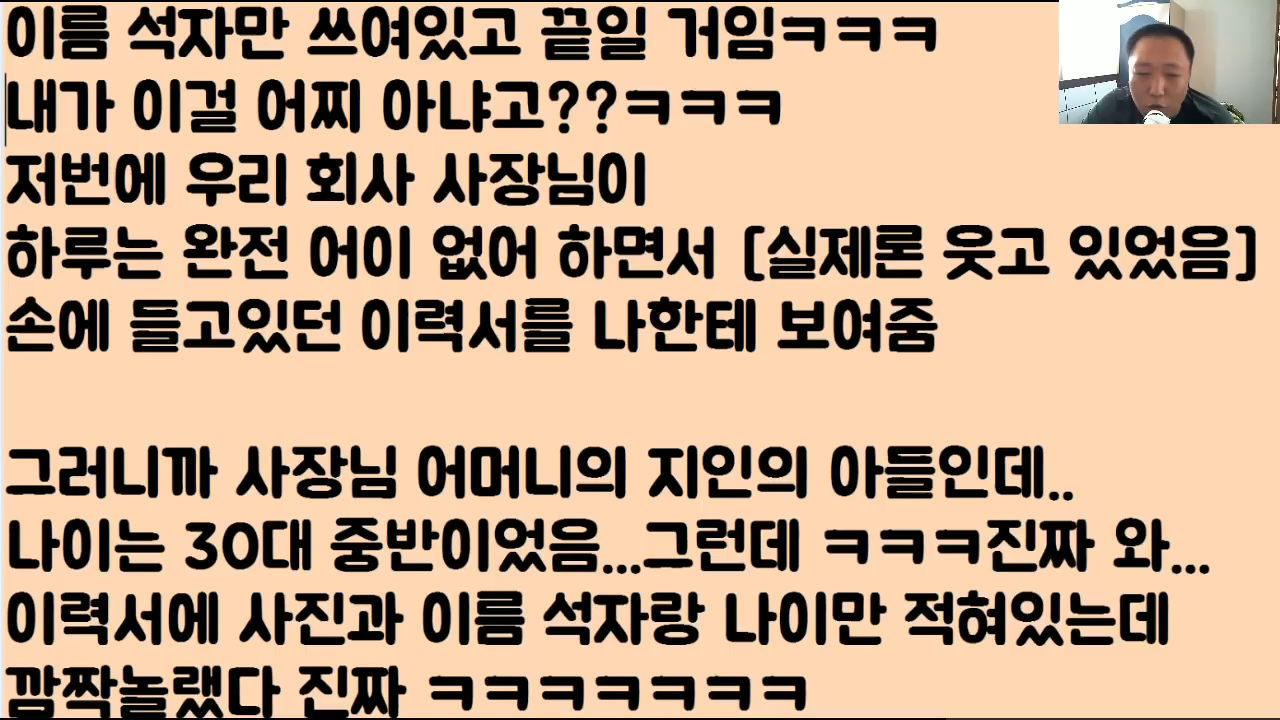 이름 석자만 쓰여있고 끝일 거임ㅋㅋㅋ
내가 이걸 어찌 아냐고??ㅋㅋㅋ
저번에 우리 회사 사장님이
하루는 완전 어이 없어 하면서 [실제론 웃고 있었음]
손에 들고있던 이력서를 나한테 보여줌
그러니까 사장님 어머니의 지인의 아들인데..
나이는 30대 중반이었음...그런데 ㅋㅋㅋ진짜 와...
이력서에 사진과 이름 석자랑 나이만 적혀있는데
깜짝놀랬다 진짜 ㅋㅋㅋㅋㅋㅋㅋ